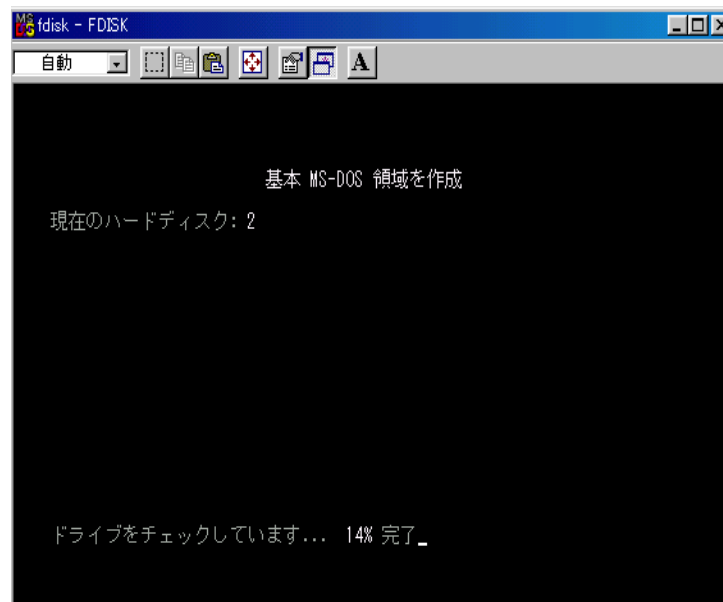 fdisk - FDISK
自動
A
基本 MS-DOS 領域を作成
現在のハードディスク: 2
ドライブをチェックしています... 14% 完了_